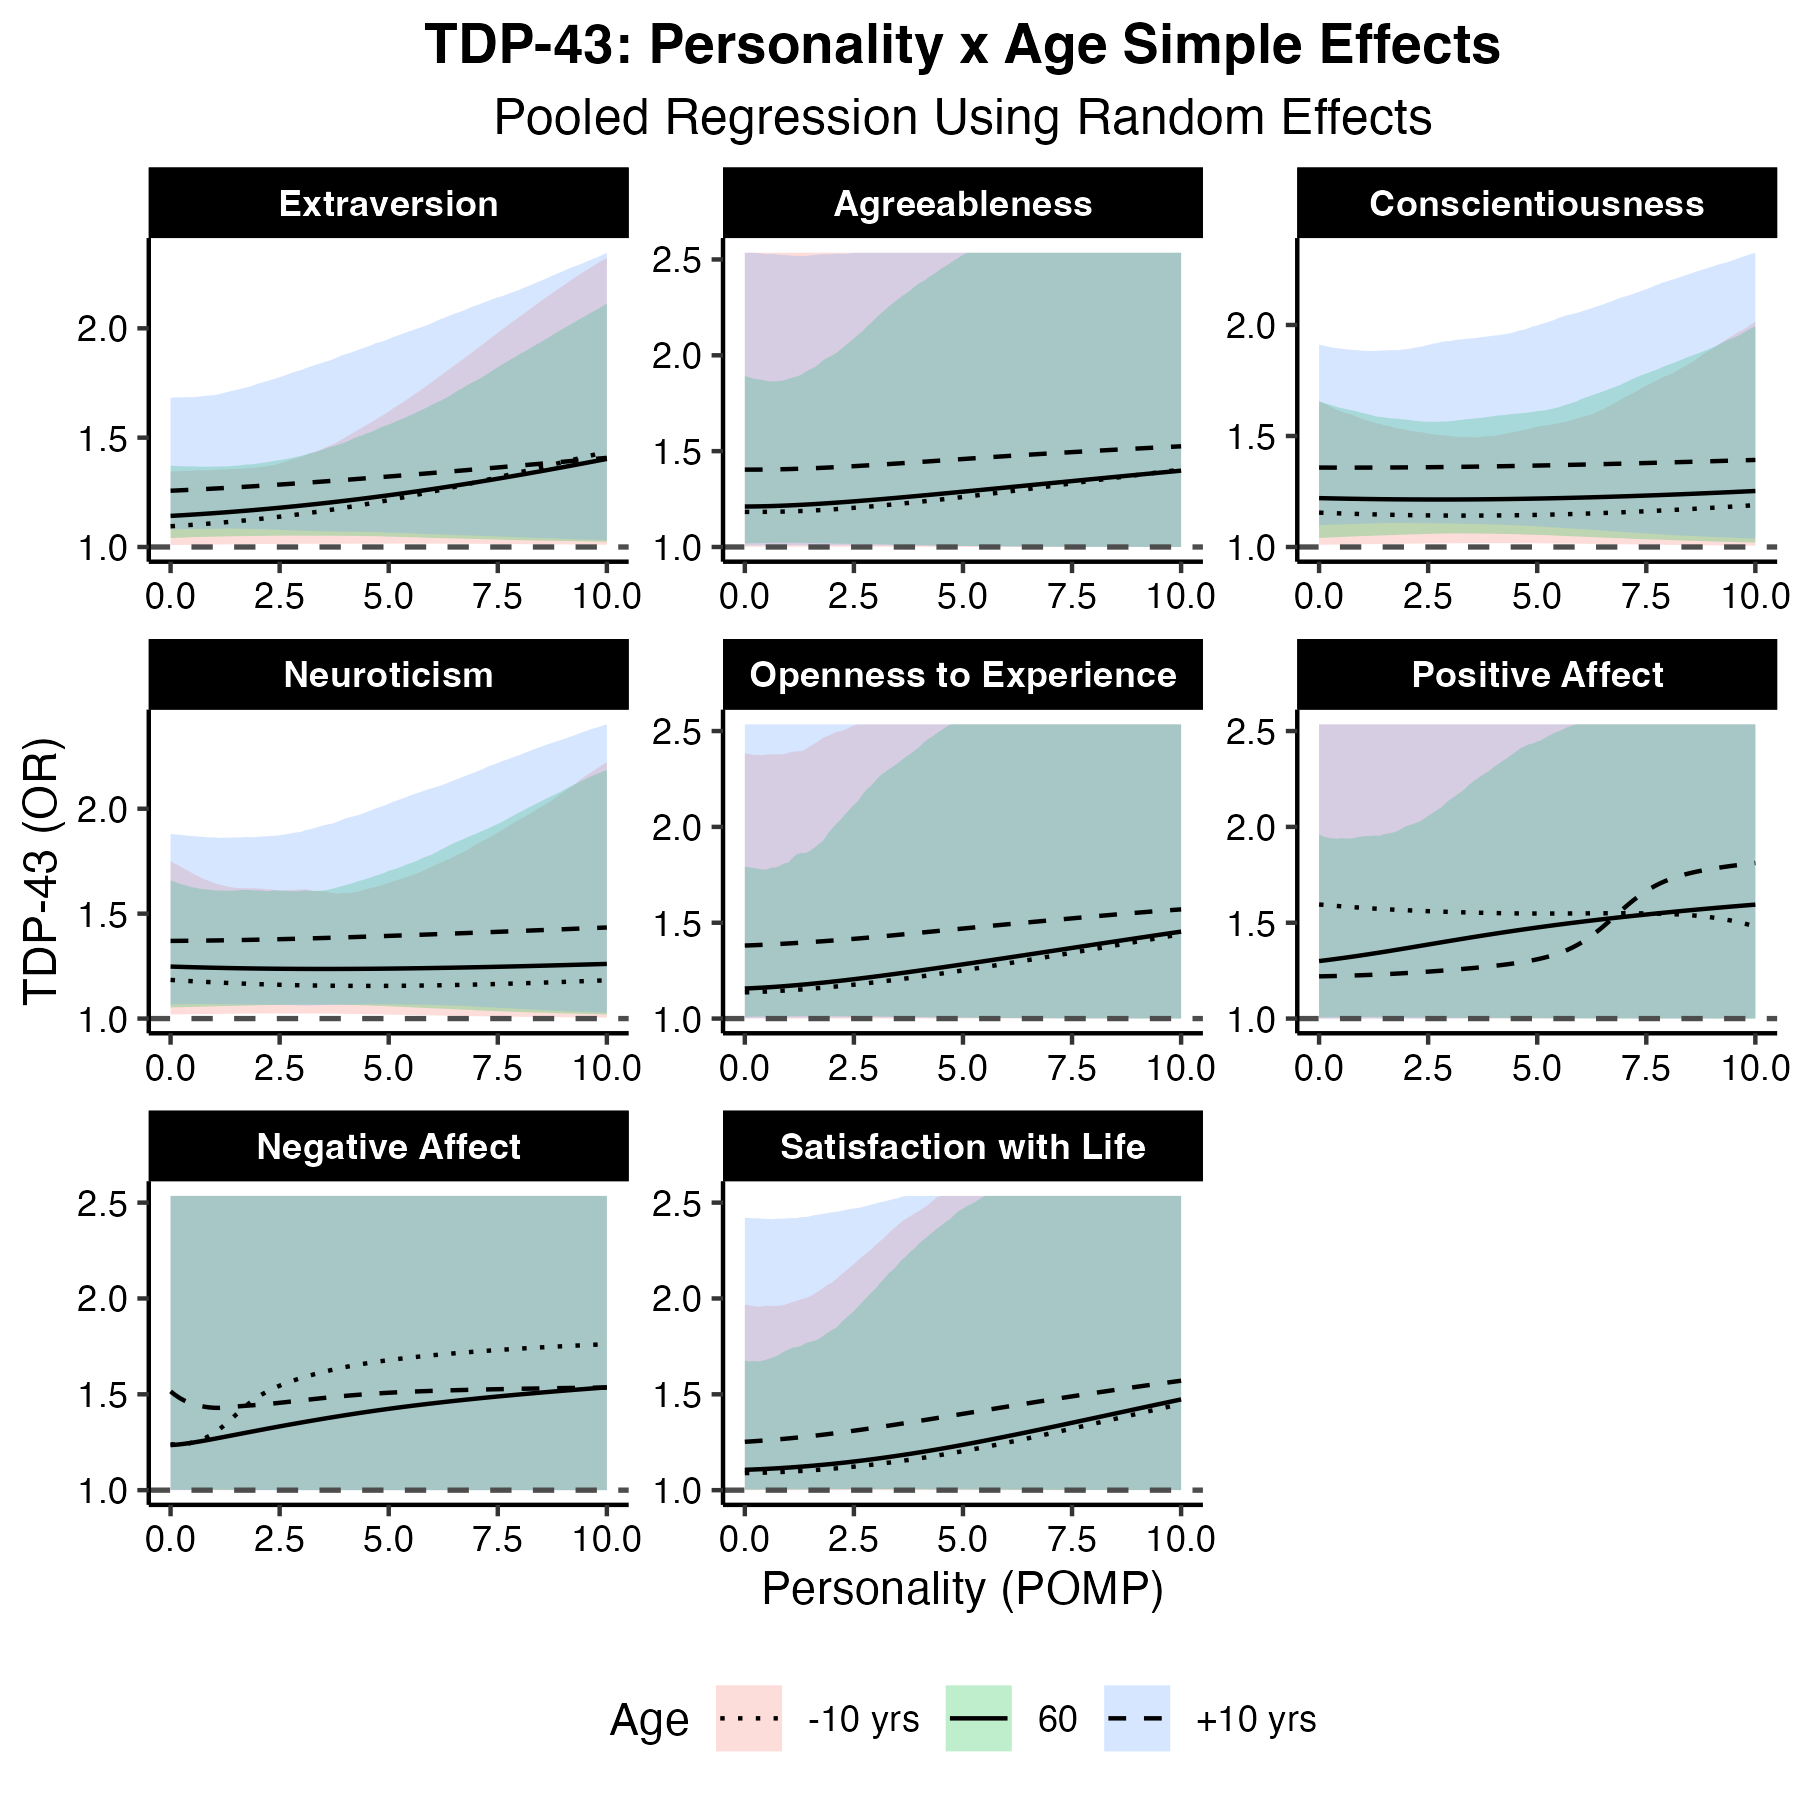 TDP-43: Personality x Age Simple Effects
Pooled Regression Using Random Effects
Extraversion
Agreeableness
Conscientiousness
2.0
1.5
1.0
2.5
2.0
1.5
1.0
2.0
1.5
1.0
0.0 2.5 5.0 7.5 10.0
0.0 2.5 5.0 7.5 10.0
0.0 2.5 5.0 7.5 10.0
TDP-43 (OR)
Neuroticism
Openness to Experience
Positive Affect
2.0
1.5
1.0
2.5
2.0
1.5
1.0
2.5
2.0
1.5
1.0
0.0 2.5 5.0 7.5 10.0
0.0 2.5 5.0 7.5 10.0
0.0 2.5 5.0 7.5 10.0
Negative Affect
Satisfaction with Life
2.5
2.0
1.5
1.0
2.5
2.0
1.5
1.0
0.0 2.5 5.0 7.5 10.0
0.0 2.5 5.0 7.5 10.0
Personality (POMP)
Age -10 yrs 60 +10 yrs